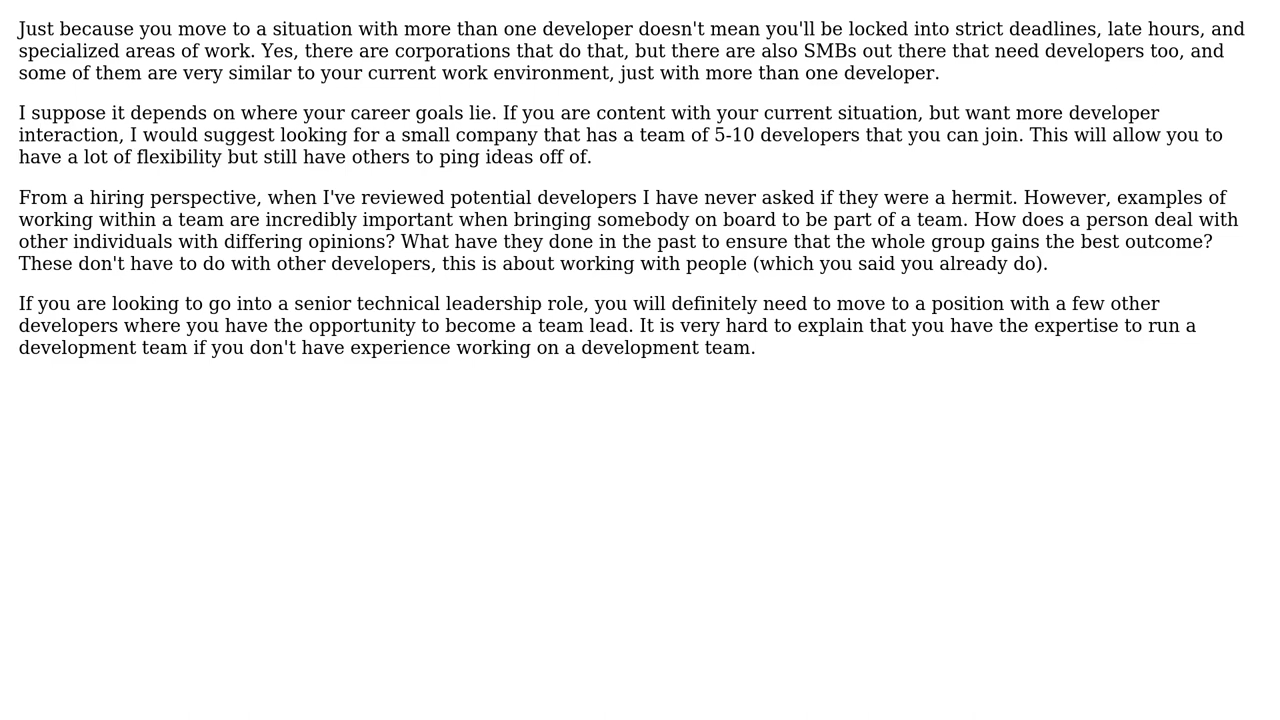 Just because you move to a situation with more than one developer doesn't mean you'll be locked into strict deadlines, late hours, and
specialized areas of work. Yes, there are corporations that do that, but there are also SMBs out there that need developers too, and
some of them are very similar to your current work environment, just with more than one developer.
I suppose it depends on where your career goals lie. If you are content with your current situation, but want more developer
interaction, I would suggest looking for a small company that has a team of 5-10 developers that you can join. This will allow you to
have a lot of flexibility but still have others to ping ideas off of.
From a hiring perspective, when I've reviewed potential developers I have never asked if they were a hermit. However, examples of
working within a team are incredibly important when bringing somebody on board to be part of a team. How does a person deal with
other individuals with differing opinions? What have they done in the past to ensure that the whole group gains the best outcome?
These don't have to do with other developers, this is about working with people (which you said you already do).
If you are looking to go into a senior technical leadership role, you will definitely need to move to a position with a few other
developers where you have the opportunity to become a team lead. It is very hard to explain that you have the expertise to run a
development team if you don't have experience working on a development team.